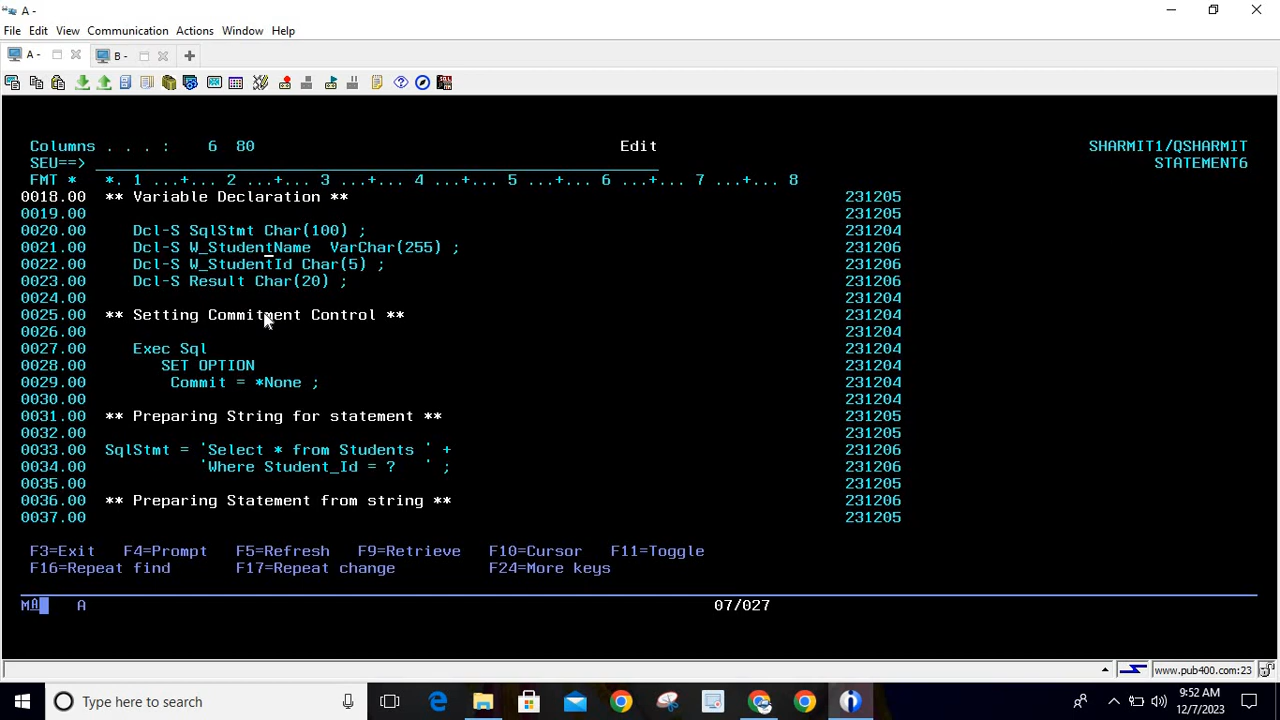 A -
File Edit View Communication Actions Window Help
A - B -
Columns . . . : 6 80 Edit SHARMIT1/QSHARMIT
SEU==> STATEMENT6
FMT * *. 1 ...+... 2 ...+... 3 ...+... 4 ...+... 5 ...+... 6 ...+... 7 ...+... 8
0018.00 ** Variable Declaration ** 231205
0019.00 231205
0020.00 Dcl-S SqlStmt Char(100) ; 231204
0021.00 Dcl-S W_StudentName VarChar(255) ; 231206
0022.00 Dcl-S W_StudentId Char(5) ; 231206
0023.00 Dcl-S Result Char(20) ; 231206
0024.00 231204
0025.00 ** Setting Commitment Control ** 231204
0026.00 231204
0027.00 Exec Sql 231204
0028.00 SET OPTION 231204
0029.00 Commit = *None ; 231204
0030.00 231204
0031.00 ** Preparing String for statement ** 231205
0032.00 231205
0033.00 SqlStmt = 'Select * from Students ' + 231206
0034.00 'Where Student_Id = ? ' ; 231206
0035.00 231205
0036.00 ** Preparing Statement from string ** 231206
0037.00 231205
F3=Exit F4=Prompt F5=Refresh F9=Retrieve F10=Cursor F11=Toggle
F16=Repeat find F17=Repeat change F24=More keys
MA A 07/027
www.pub400.com:23
Type here to search 9:52 AM
12/7/2023